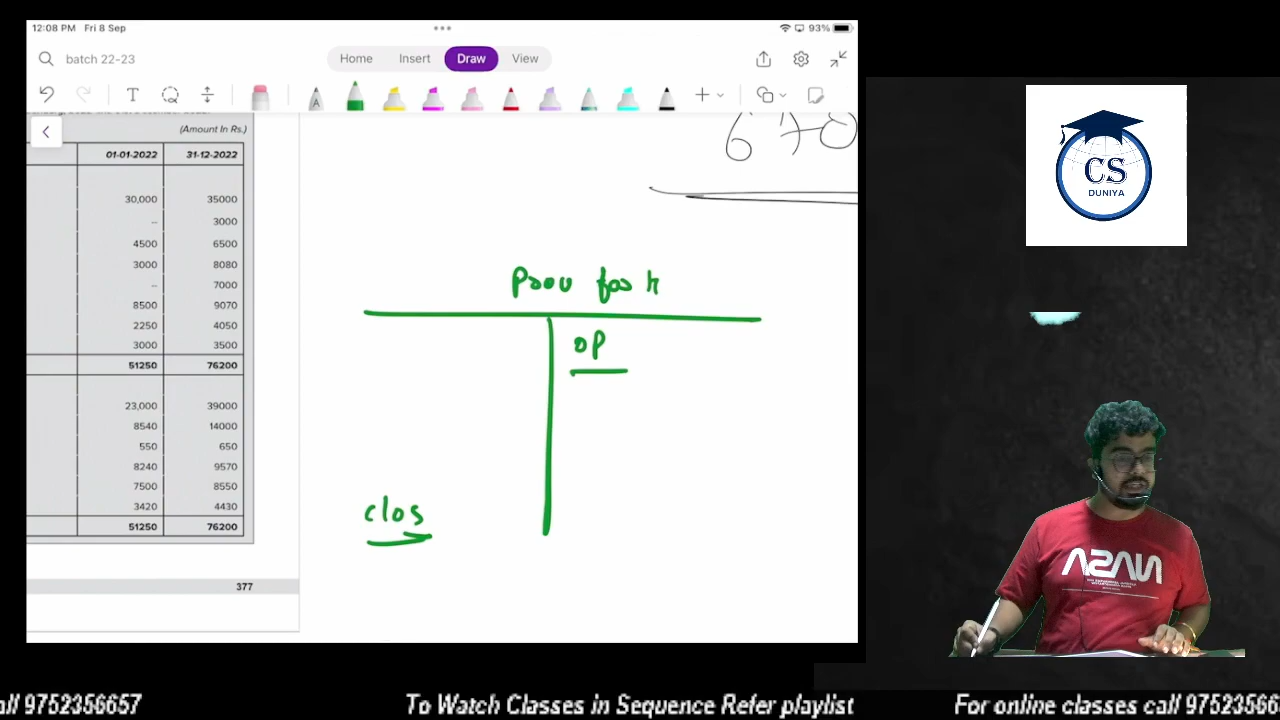 12:08 PM Fri 8 Sep
93%
batch 22-23
Home Insert Draw View
T
A
(Amount In Rs.)
01-01-2022 31-12-2022
30,000 35000
-- 3000
4500 6500
3000 8080
-- 7000
8500 9070
2250 4050
3000 3500
51250 76200
23,000 39000
8540 14000
550 650
8240 9570
7500 8550
3420 4430
51250 76200
377
Prov for
OP
clos
CS
DUNIYA
NASA
all 9752356657 To Watch Classes in Sequence Refer playlist For online classes call 97523566